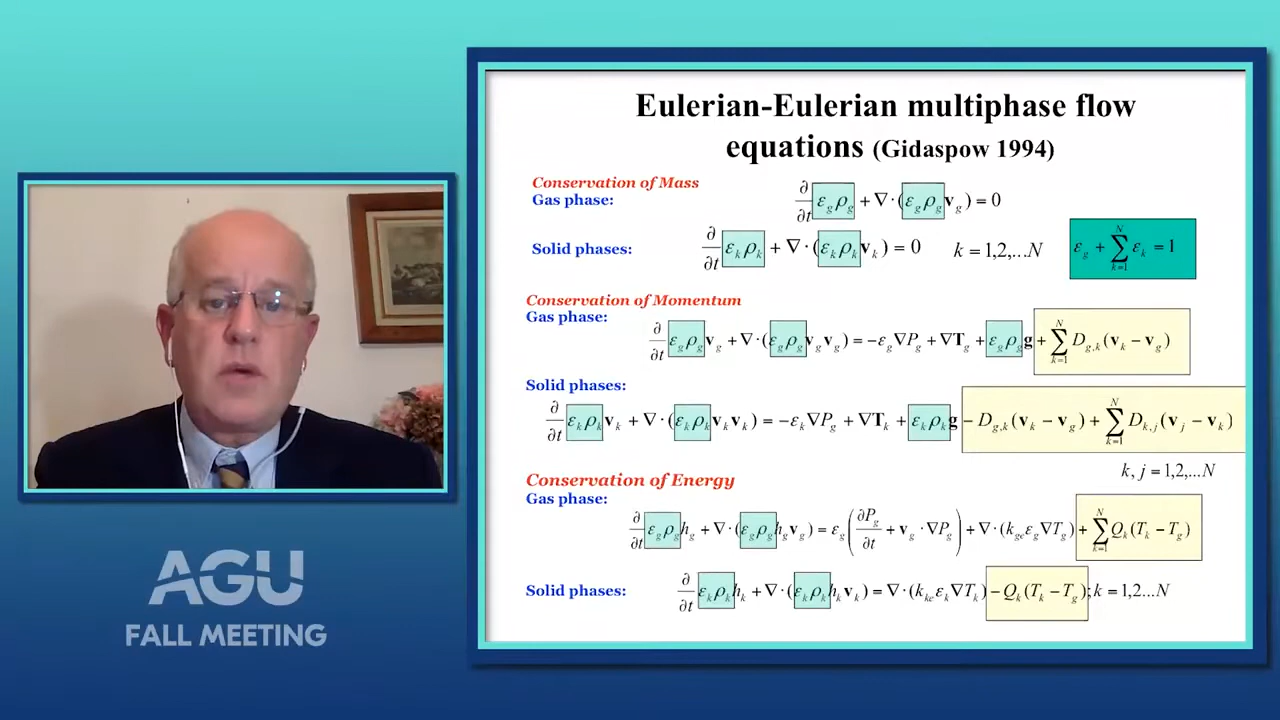 Eulerian-Eulerian multiphase flow
equations (Gidaspow 1994)
Conservation of Mass
Gas phase: ∂/∂t ε_g ρ_g + ∇·(ε_g ρ_g v_g) = 0
Solid phases: ∂/∂t ε_k ρ_k + ∇·(ε_k ρ_k v_k) = 0 k = 1,2,...N
ε_g + ∑_{k=1}^{N} ε_k = 1
Conservation of Momentum
Gas phase:
∂/∂t ε_g ρ_g v_g + ∇·(ε_g ρ_g v_g v_g) = −ε_g ∇P_g + ∇T_g + ε_g ρ_g g + ∑_{k=1}^{N} D_{g,k}(v_k − v_g)
Solid phases:
∂/∂t ε_k ρ_k v_k + ∇·(ε_k ρ_k v_k v_k) = −ε_k ∇P_g + ∇T_k + ε_k ρ_k g − D_{g,k}(v_k − v_g) + ∑_{k=1}^{N} D_{k,j}(v_j − v_k)
k, j = 1,2,...N
Conservation of Energy
Gas phase:
∂/∂t ε_g ρ_g h_g + ∇·(ε_g ρ_g h_g v_g) = ε_g(∂P_g/∂t + v_g · ∇P_g) + ∇·(k_{ge} ε_g ∇T_g) + ∑_{k=1}^{N} Q_k(T_k − T_g)
Solid phases: ∂/∂t ε_k ρ_k h_k + ∇·(ε_k ρ_k h_k v_k) = ∇·(k_{ke} ε_k ∇T_k) − Q_k(T_k − T_g); k = 1,2...N
AGU
FALL MEETING